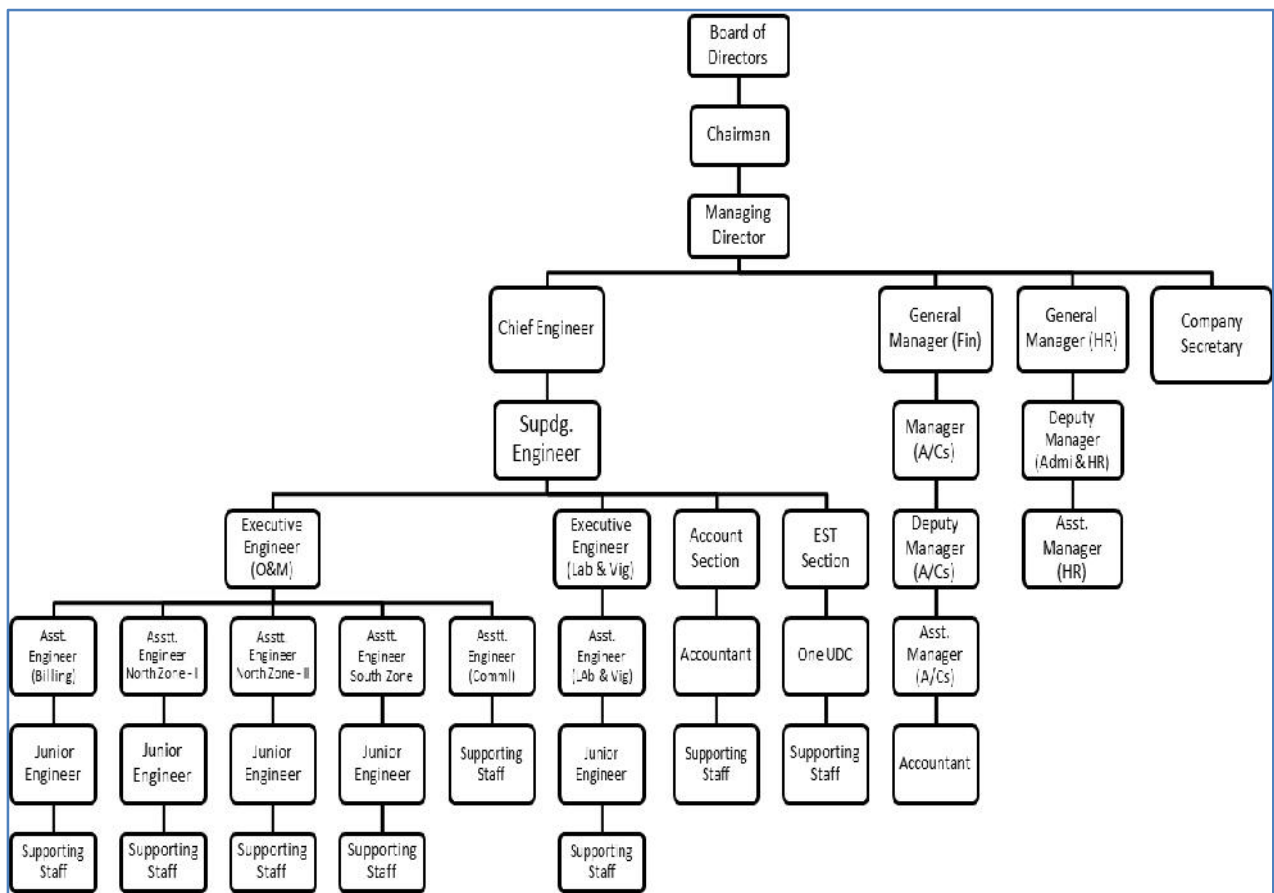 Board of
Directors
Chairman
Managing
Director
Chief Engineer
General
Manager (Fin)
General
Manager (HR)
Company
Secretary
Supdg.
Engineer
Manager
(A/Cs)
Deputy
Manager
(Admi & HR)
Executive
Engineer
(O&M)
Executive
Engineer
(Lab & Vig)
Account
Section
EST
Section
Deputy
Manager
(A/Cs)
Asst.
Manager
(HR)
Asst.
Engineer
(Billing)
Asstt.
Engineer
North Zone - I
Asstt.
Engineer
North Zone - II
Asstt.
Engineer
South Zone
Asstt.
Engineer
(Comml)
Asst.
Engineer
(LAb & Vig)
Accountant
One UDC
Asst.
Manager
(A/Cs)
Junior
Engineer
Junior
Engineer
Junior
Engineer
Junior
Engineer
Supporting
Staff
Junior
Engineer
Supporting
Staff
Supporting
Staff
Accountant
Supporting
Staff
Supporting
Staff
Supporting
Staff
Supporting
Staff
Supporting
Staff